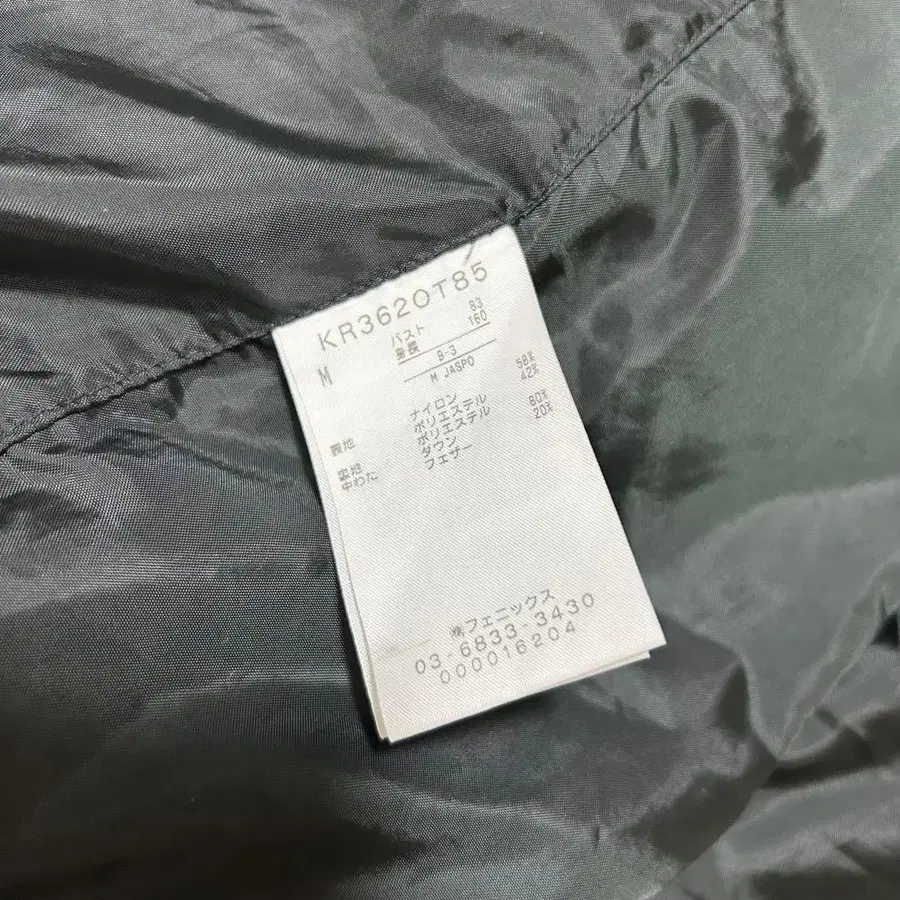 KR3620T85
M
バスト 83
身長 160
9-3
M JASPO
表地 ナイロン 58%
ポリエステル 42%
裏地 ポリエステル
中わた ダウン 80%
フェザー 20%
㈱フェニックス
03-6833-3430
000016204